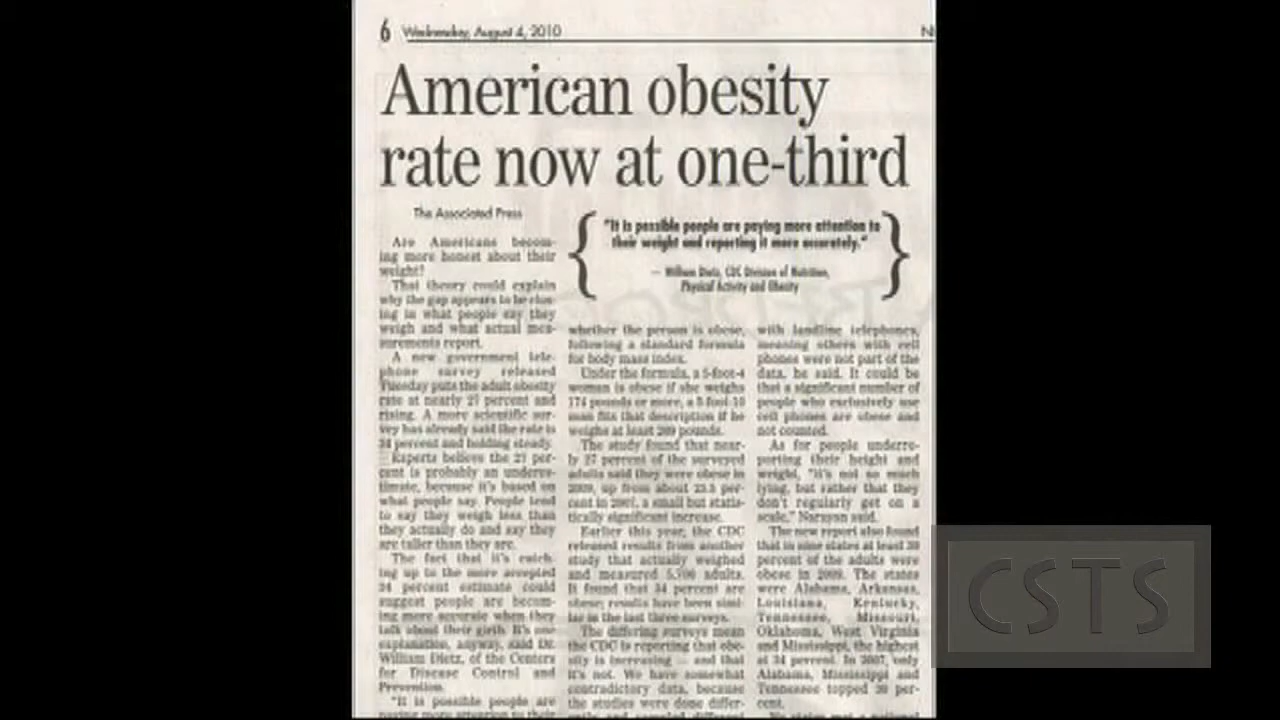 6 Wednesday, August 4, 2010
American obesity
rate now at one-third
The Associated Press
"It is possible people are paying more attention to
their weight and reporting it more accurately."
— William Dietz, CDC Division of Nutrition,
Physical Activity and Obesity
Are Americans becom-
ing more honest about their
weight?
That theory could explain
why the gap appears to be clos-
ing in what people say they
weigh and what actual mea-
surements report.
A new government tele-
phone survey released
Tuesday puts the adult obesity
rate at nearly 27 percent and
rising. A more scientific sur-
vey has already said the rate is
34 percent and holding steady.
Experts believe the 27 per-
cent is probably an underes-
timate, because it's based on
what people say. People tend
to say they weigh less than
they actually do and say they
are taller than they are.
The fact that it's catch-
ing up to the more accepted
34 percent estimate could
suggest people are becom-
ing more accurate when they
talk about their girth. It's one
explanation, anyway, said Dr.
William Dietz, of the Centers
for Disease Control and
Prevention.
"It is possible people are
paying more attention to their
whether the person is obese,
following a standard formula
for body mass index.
Under the formula, a 5-foot-4
woman is obese if she weighs
174 pounds or more, a 5-foot-10
man fits that description if he
weighs at least 209 pounds.
The study found that near-
ly 27 percent of the surveyed
adults said they were obese in
2009, up from about 25.5 per-
cent in 2007, a small but statis-
tically significant increase.
Earlier this year, the CDC
released results from another
study that actually weighed
and measured 5,700 adults.
It found that 34 percent are
obese; results have been simi-
lar in the last three surveys.
The differing surveys mean
the CDC is reporting that obe-
sity is increasing — and that
it's not. We have somewhat
contradictory data, because
the studies were done differ-
ently and sampled different
with landline telephones,
meaning others with cell
phones were not part of the
data, he said. It could be
that a significant number of
people who exclusively use
cell phones are obese and
not counted.
As for people underre-
porting their height and
weight, "it's not so much
lying, but rather that they
don't regularly get on a
scale," Narayan said.
The new report also found
that in nine states at least 30
percent of the adults were
obese in 2009. The states
were Alabama, Arkansas,
Louisiana, Kentucky,
Tennessee, Missouri,
Oklahoma, West Virginia
and Mississippi, the highest
at 34 percent. In 2007, only
Alabama, Mississippi and
Tennessee topped 30 per-
cent.
CSTS